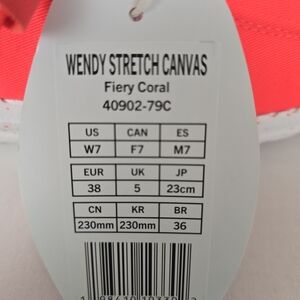 WENDY STRETCH CANVAS
Fiery Coral
40902-79C
US CAN ES
W7 F7 M7
EUR UK JP
38 5 23cm
CN KR BR
230mm 230mm 36